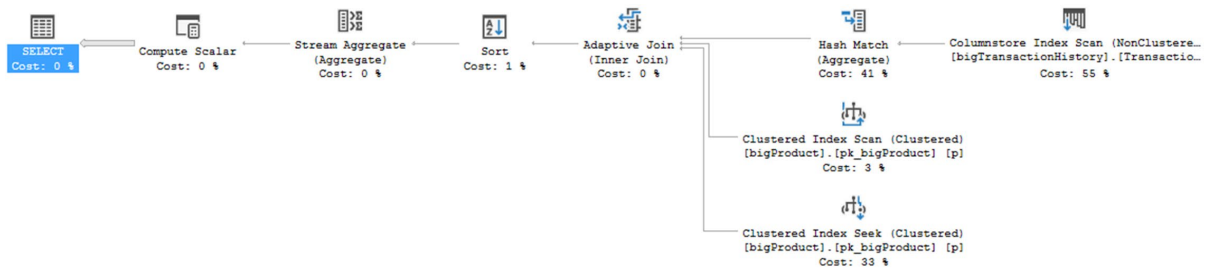 SELECT
Cost: 0 %
Compute Scalar
Cost: 0 %
Stream Aggregate
(Aggregate)
Cost: 0 %
Sort
Cost: 1 %
Adaptive Join
(Inner Join)
Cost: 0 %
Hash Match
(Aggregate)
Cost: 41 %
Columnstore Index Scan (NonClustere…
[bigTransactionHistory].[Transactio…
Cost: 55 %
Clustered Index Scan (Clustered)
[bigProduct].[pk_bigProduct] [p]
Cost: 3 %
Clustered Index Seek (Clustered)
[bigProduct].[pk_bigProduct] [p]
Cost: 33 %